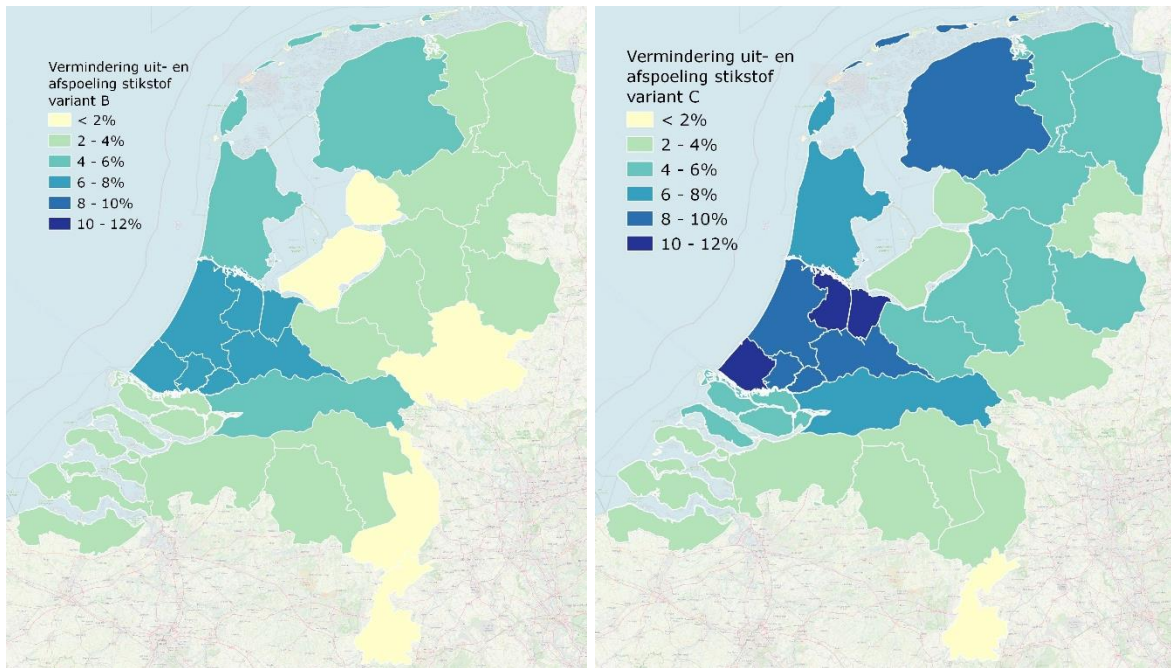 Vermindering uit- en
afspoeling stikstof
variant B
< 2%
2 - 4%
4 - 6%
6 - 8%
8 - 10%
10 - 12%
Vermindering uit- en
afspoeling stikstof
variant C
< 2%
2 - 4%
4 - 6%
6 - 8%
8 - 10%
10 - 12%